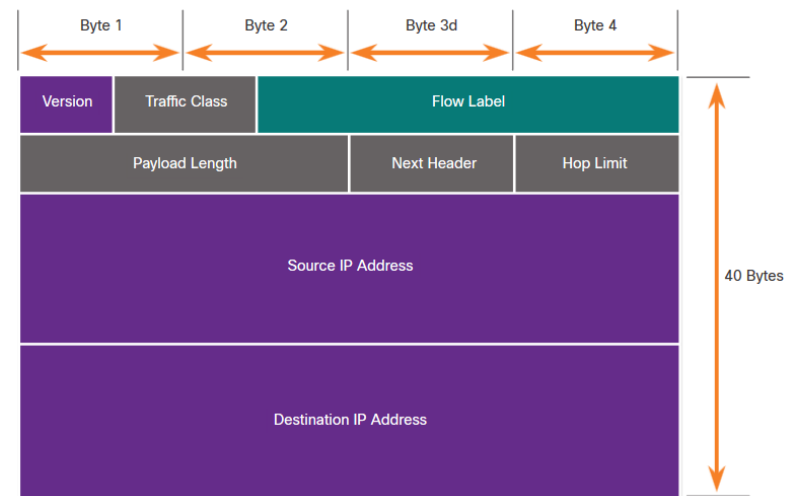 Byte 1 Byte 2 Byte 3d Byte 4
Version Traffic Class Flow Label
Payload Length Next Header Hop Limit
Source IP Address
40 Bytes
Destination IP Address